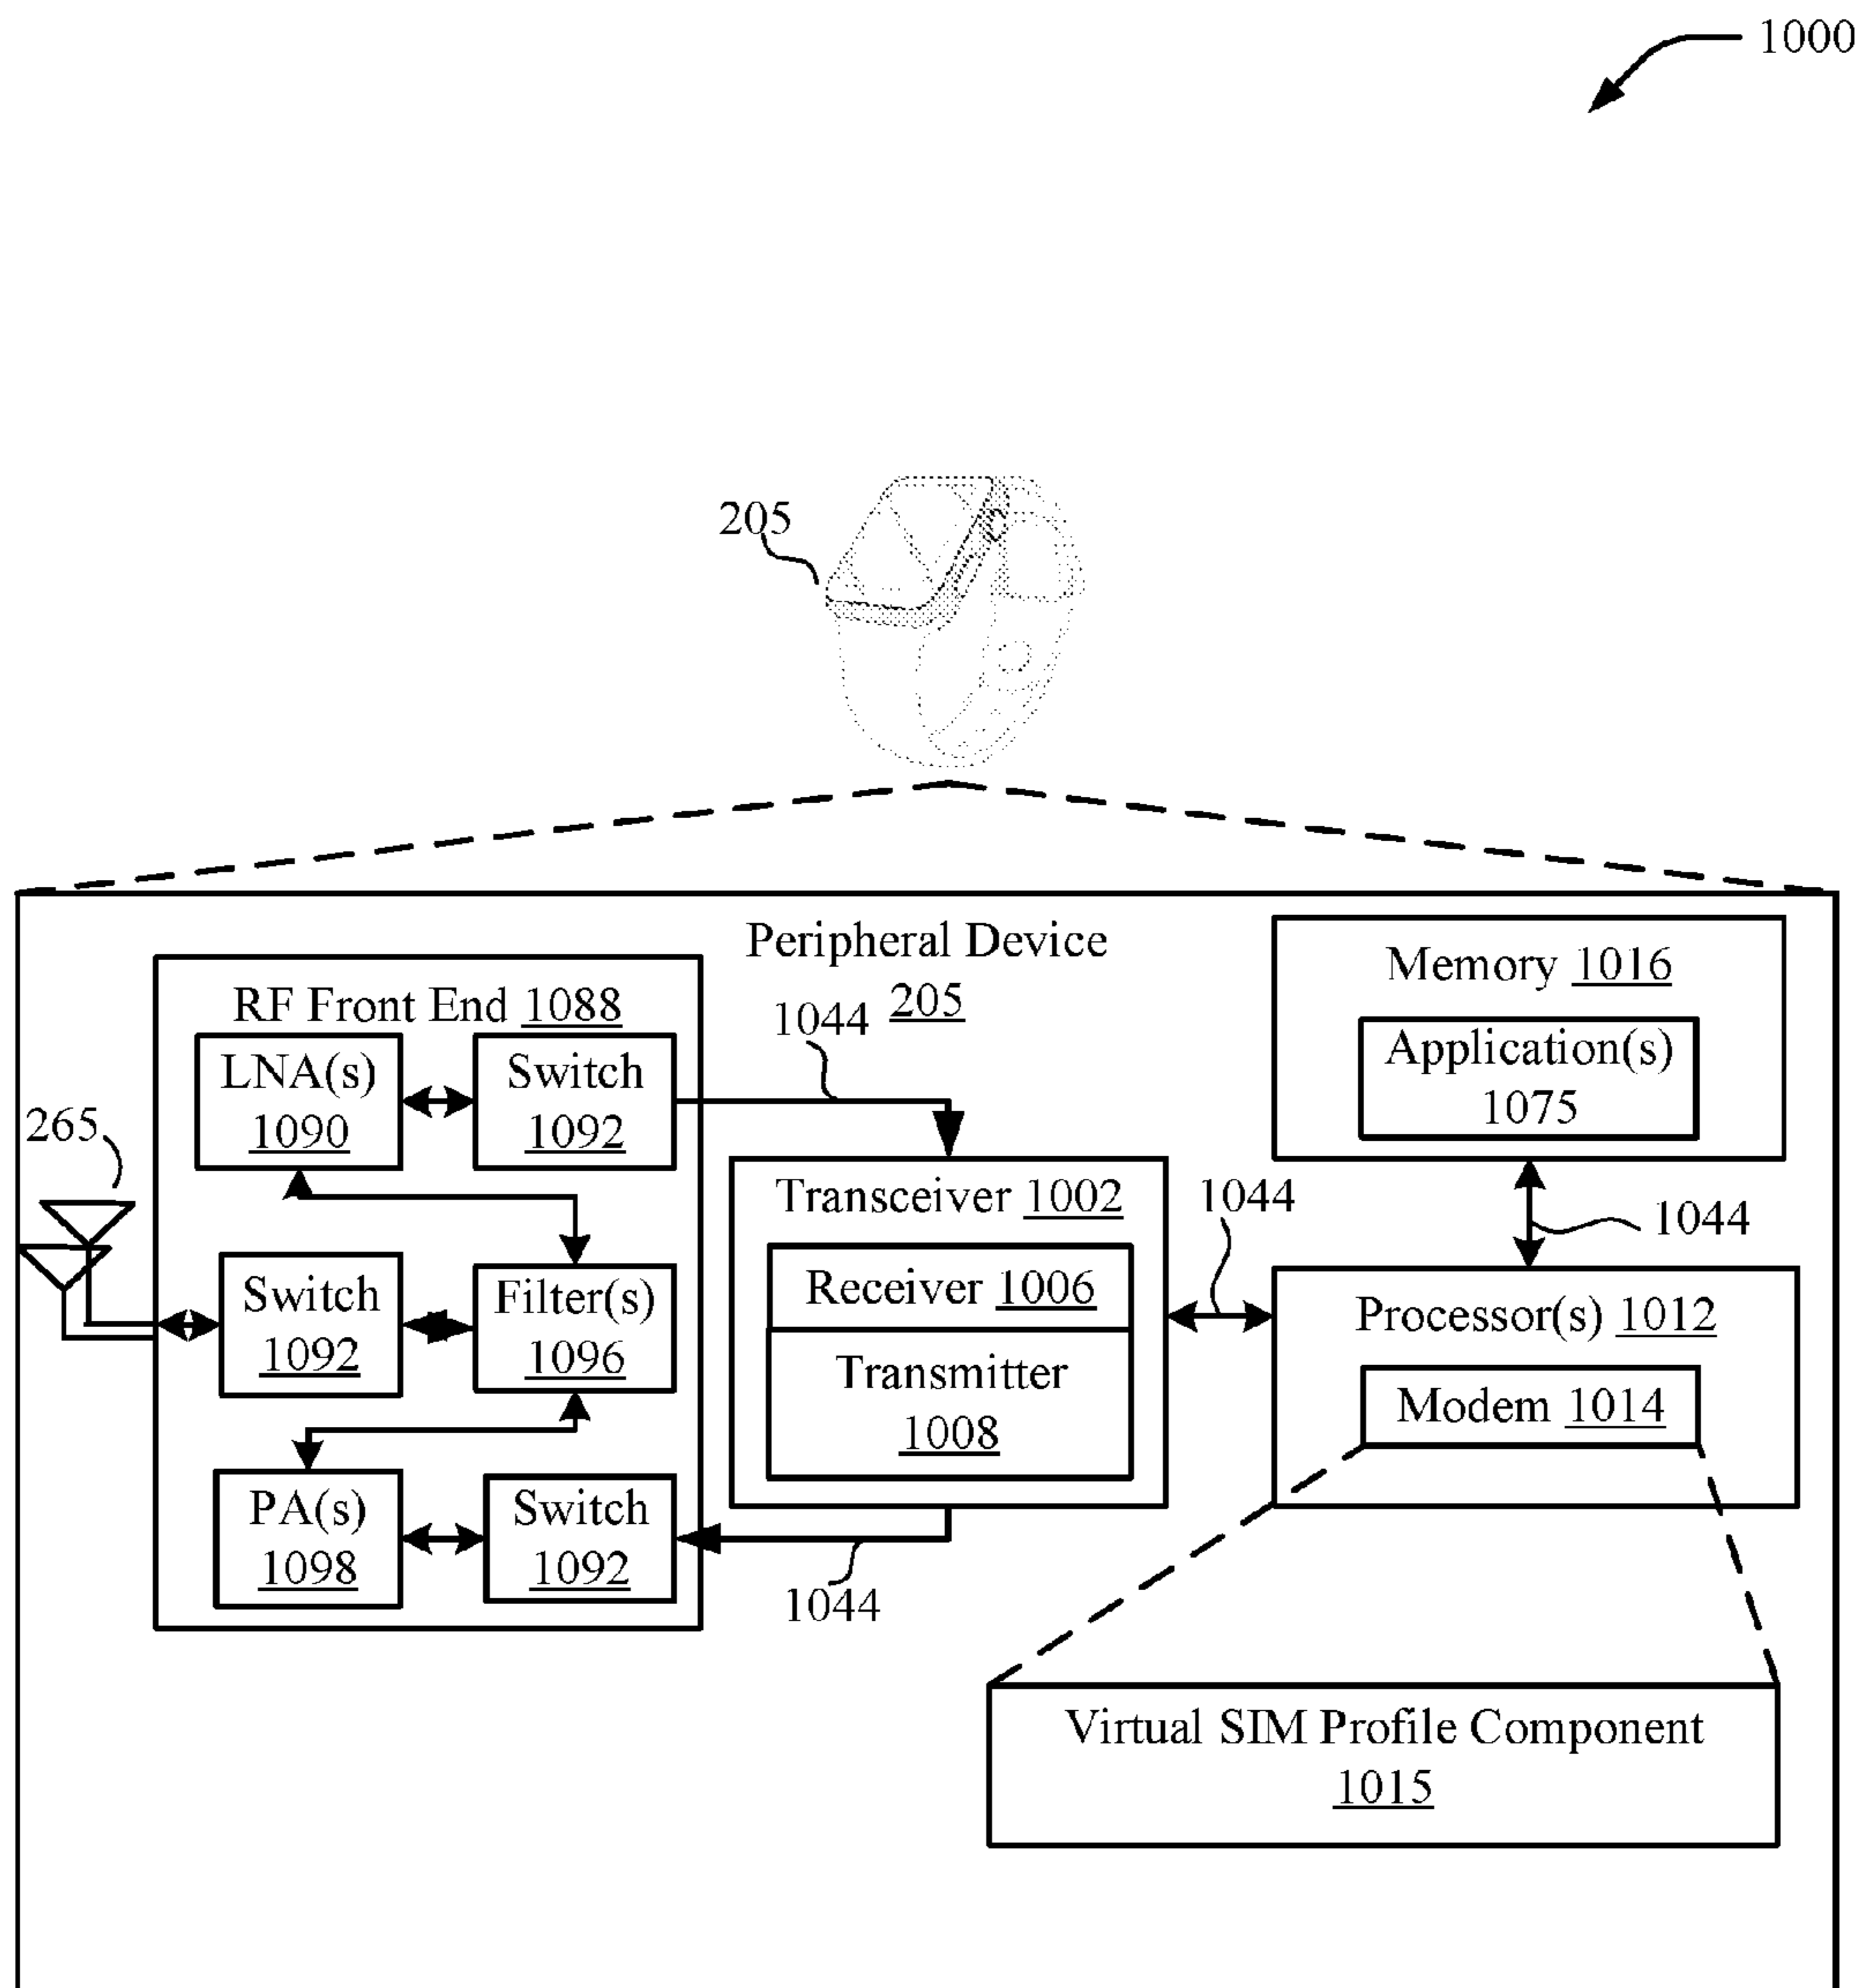 1000
205
Peripheral Device
205
RF Front End 1088
LNA(s)
1090
Switch
1092
1044
265
Switch
1092
Filter(s)
1096
PA(s)
1098
Switch
1092
1044
Transceiver 1002
Receiver 1006
Transmitter
1008
1044
Memory 1016
Application(s)
1075
1044
Processor(s) 1012
Modem 1014
Virtual SIM Profile Component
1015